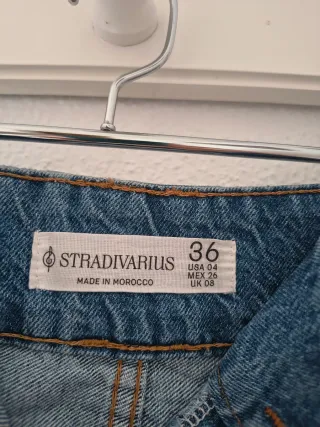 STRADIVARIUS
MADE IN MOROCCO
36
USA 04
MEX 26
UK 08